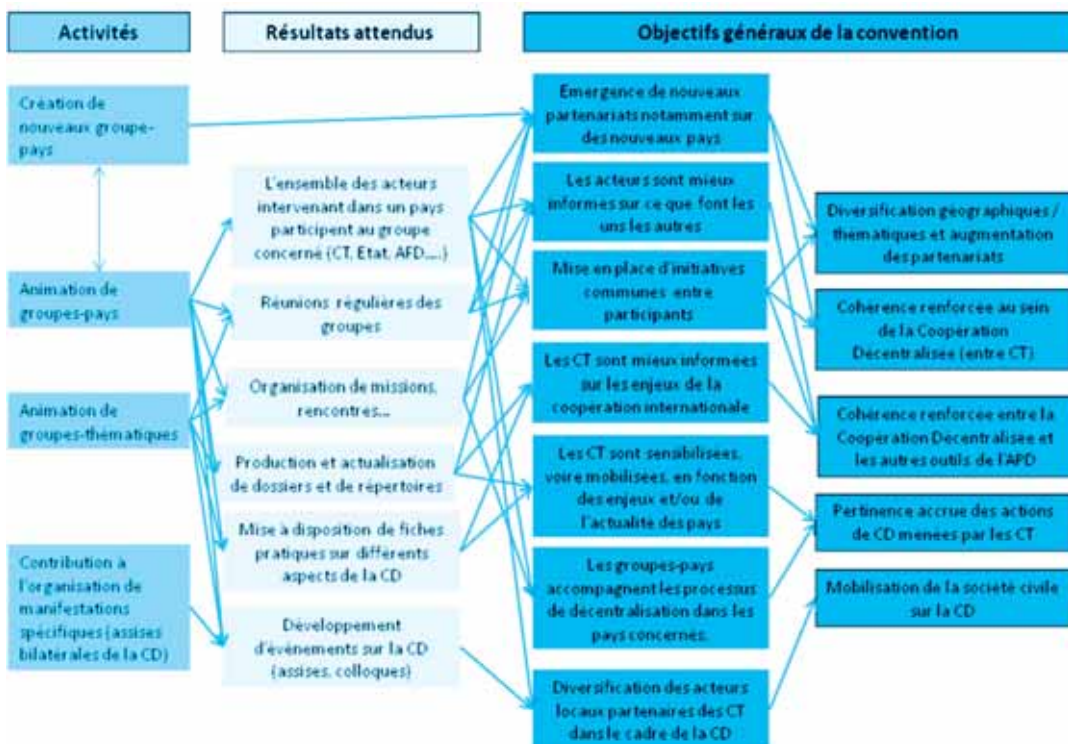 Activités
Résultats attendus
Objectifs généraux de la convention
Création de
nouveaux groupe-
pays
Animation de
groupes-pays
Animation de
groupes-thématiques
Contribution à
l'organisation de
manifestations
spécifiques (assises
bilatérales de la CD)
L'ensemble des acteurs
intervenant dans un pays
participent au groupe
concerné (CT, Etat, AFD,....)
Réunions régulières des
groupes
Organisation de missions,
rencontres...
Production et actualisation
de dossiers et de répertoires
Mise à disposition de fiches
pratiques sur différents
aspects de la CD
Développement
d'évènements sur la CD
(assises, colloques)
Emergence de nouveaux
partenariats notamment sur
des nouveaux pays
Les acteurs sont mieux
informés sur ce que font les
uns les autres
Mise en place d'initiatives
communes entre
participants
Les CT sont mieux informées
sur les enjeux de la
coopération internationale
Les CT sont sensibilisées,
voire mobilisées, en fonction
des enjeux et/ou de
l'actualité des pays
Les groupes-pays
accompagnent les processus
de décentralisation dans les
pays concernés.
Diversification des acteurs
locaux partenaires des CT
dans le cadre de la CD
Diversification géographiques /
thématiques et augmentation
des partenariats
Cohérence renforcée au sein
de la Coopération
Décentralisée (entre CT)
Cohérence renforcée entre la
Coopération Décentralisée et
les autres outils de l'APD
Pertinence accrue des actions
de CD menées par les CT
Mobilisation de la société civile
sur la CD